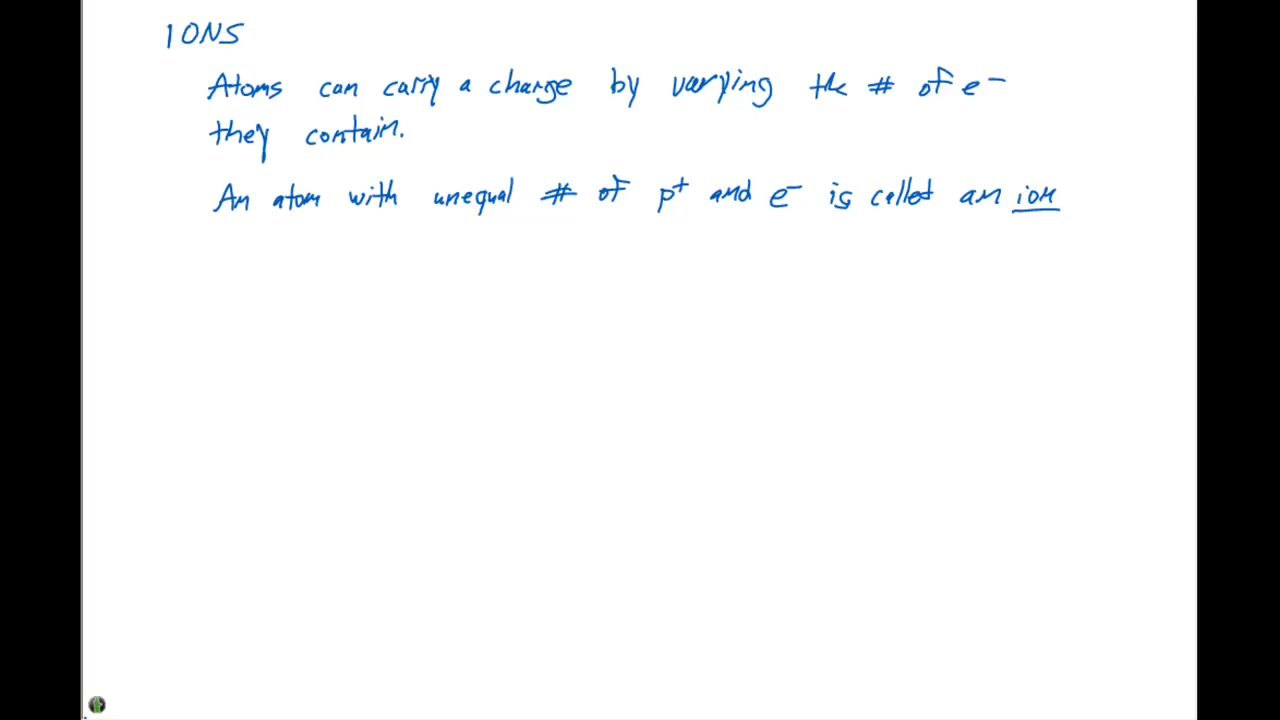 IONS
Atoms can carry a charge by varying the # of e⁻
they contain.
An atom with unequal # of p⁺ and e⁻ is called an ion